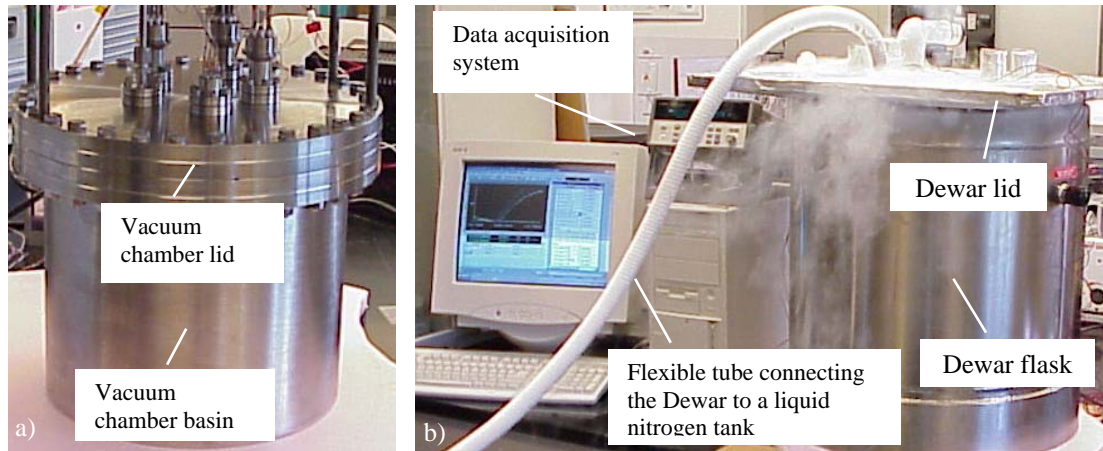 Vacuum
chamber lid
Vacuum
chamber basin
a)
Data acquisition
system
Dewar lid
Dewar flask
Flexible tube connecting
the Dewar to a liquid
nitrogen tank
b)